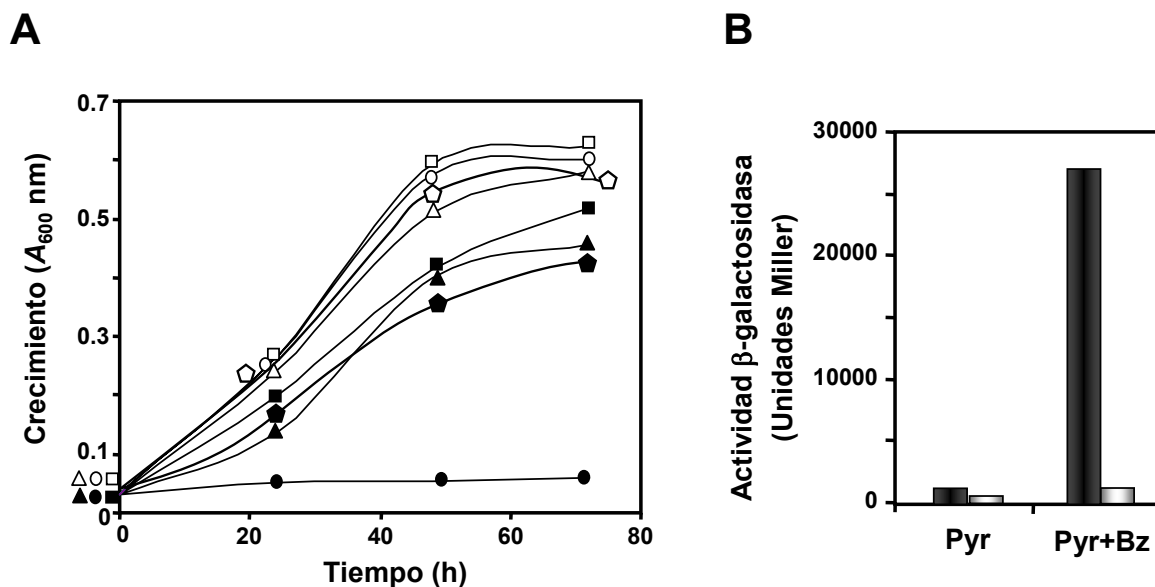 A
Crecimiento (A600 nm)
0.7
0.5
0.3
0.1
0
0
20
40
60
80
Tiempo (h)
B
Actividad β-galactosidasa
(Unidades Miller)
30000
20000
10000
0
Pyr
Pyr+Bz